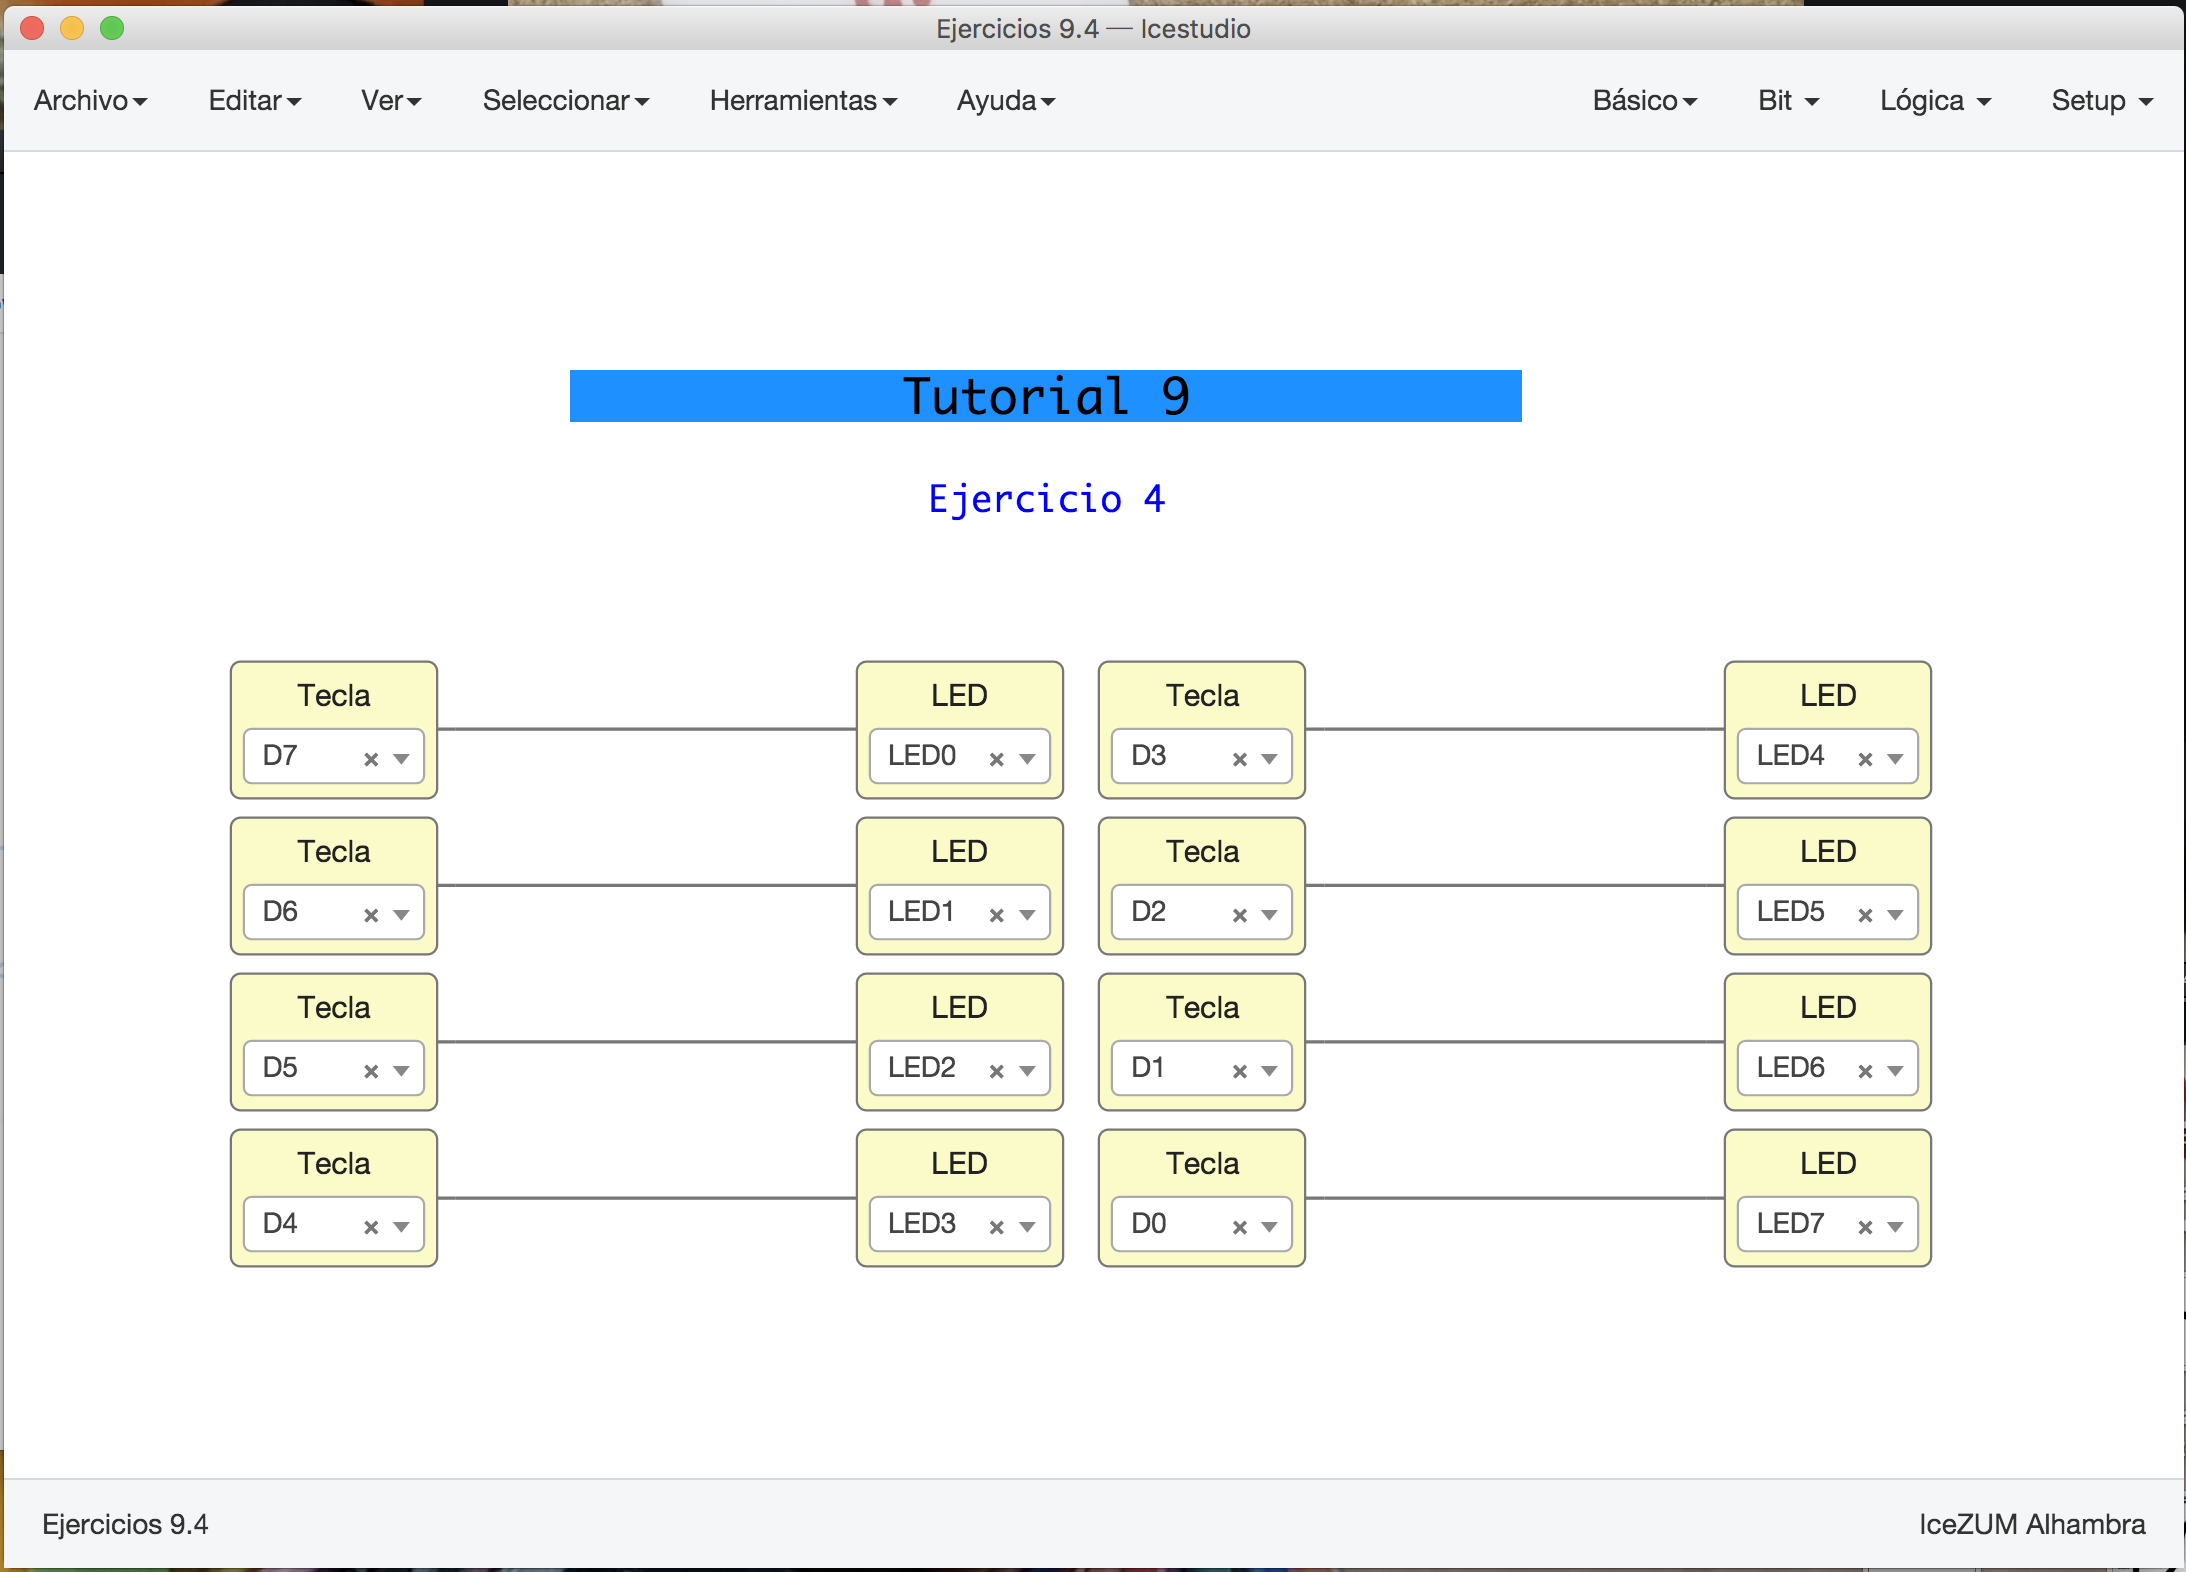 Ejercicios 9.4 — Icestudio
Archivo Editar Ver Seleccionar Herramientas Ayuda Básico Bit Lógica Setup
Tutorial 9
Ejercicio 4
Tecla LED Tecla LED
D7 LED0 D3 LED4
Tecla LED Tecla LED
D6 LED1 D2 LED5
Tecla LED Tecla LED
D5 LED2 D1 LED6
Tecla LED Tecla LED
D4 LED3 D0 LED7
Ejercicios 9.4 IceZUM Alhambra